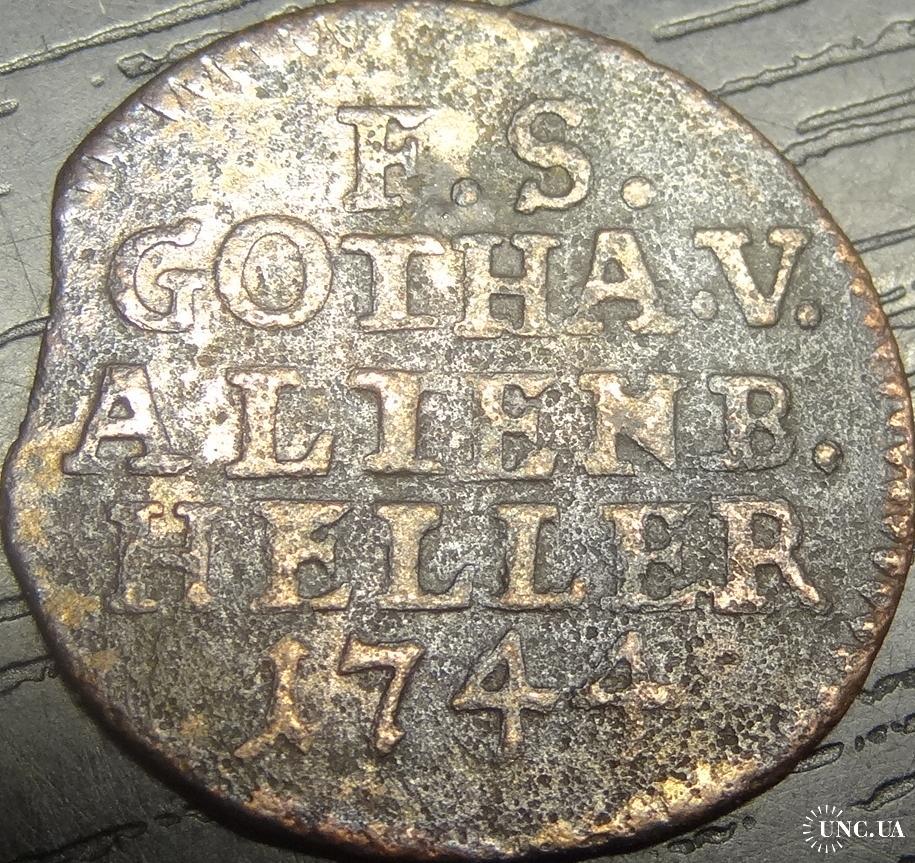 F.S.
GOTHA.V.
ALTENB.
HELLER
1744
UNC.UA